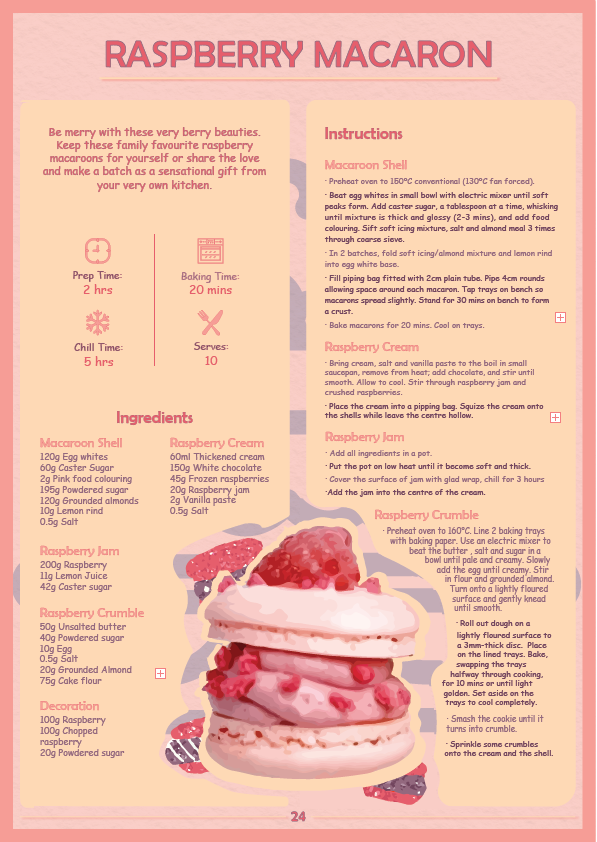 RASPBERRY MACARON
Be merry with these very berry beauties.
Keep these family favourite raspberry
macaroons for yourself or share the love
and make a batch as a sensational gift from
your very own kitchen.
Prep Time:
2 hrs
Baking Time:
20 mins
Chill Time:
5 hrs
Serves:
10
Ingredients
Macaroon Shell
120g Egg whites
60g Caster Sugar
2g Pink food colouring
195g Powdered sugar
120g Grounded almonds
10g Lemon rind
0.5g Salt
Raspberry Cream
60ml Thickened cream
150g White chocolate
45g Frozen raspberries
20g Raspberry jam
2g Vanilla paste
0.5g Salt
Raspberry Jam
200g Raspberry
11g Lemon Juice
42g Caster sugar
Raspberry Crumble
50g Unsalted butter
40g Powdered sugar
10g Egg
0.5g Salt
20g Grounded Almond
75g Cake flour
Decoration
100g Raspberry
100g Chopped
raspberry
20g Powdered sugar
Instructions
Macaroon Shell
· Preheat oven to 150°C conventional (130°C fan forced).
· Beat egg whites in small bowl with electric mixer until soft
peaks form. Add caster sugar, a tablespoon at a time, whisking
until mixture is thick and glossy (2-3 mins), and add food
colouring. Sift soft icing mixture, salt and almond meal 3 times
through coarse sieve.
· In 2 batches, fold soft icing/almond mixture and lemon rind
into egg white base.
· Fill piping bag fitted with 2cm plain tube. Pipe 4cm rounds
allowing space around each macaron. Tap trays on bench so
macarons spread slightly. Stand for 30 mins on bench to form
a crust.
· Bake macarons for 20 mins. Cool on trays.
Raspberry Cream
· Bring cream, salt and vanilla paste to the boil in small
saucepan, remove from heat; add chocolate, and stir until
smooth. Allow to cool. Stir through raspberry jam and
crushed raspberries.
· Place the cream into a pipping bag. Squize the cream onto
the shells while leave the centre hollow.
Raspberry Jam
· Add all ingredients in a pot.
· Put the pot on low heat until it become soft and thick.
· Cover the surface of jam with glad wrap, chill for 3 hours
·Add the jam into the centre of the cream.
Raspberry Crumble
· Preheat oven to 160°C. Line 2 baking trays
with baking paper. Use an electric mixer to
beat the butter , salt and sugar in a
bowl until pale and creamy. Slowly
add the egg until creamy. Stir
in flour and grounded almond.
Turn onto a lightly floured
surface and gently knead
until smooth.
· Roll out dough on a
lightly floured surface to
a 3mm-thick disc. Place
on the lined trays. Bake,
swapping the trays
halfway through cooking,
for 10 mins or until light
golden. Set aside on the
trays to cool completely.
· Smash the cookie until it
turns into crumble.
· Sprinkle some crumbles
onto the cream and the shell.
24